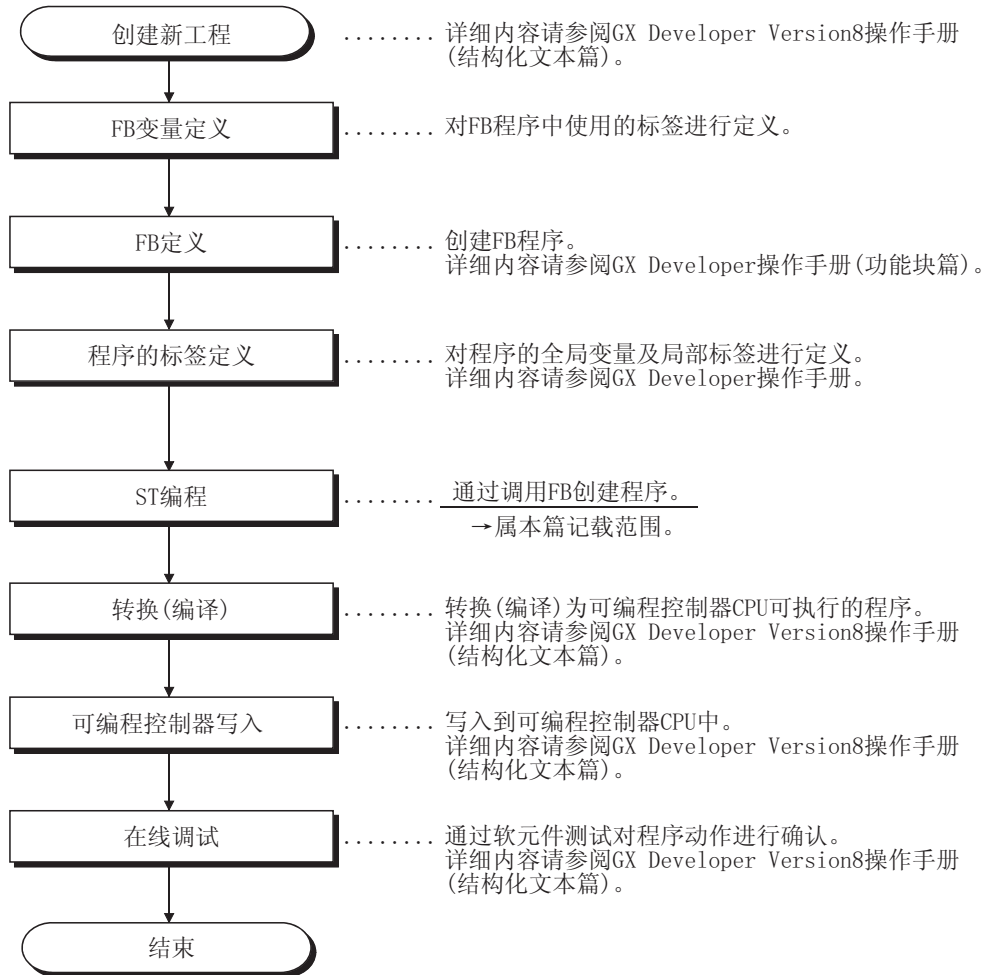 创建新工程
........ 详细内容请参阅GX Developer Version8操作手册
(结构化文本篇)。
FB变量定义
........ 对FB程序中使用的标签进行定义。
FB定义
........ 创建FB程序。
详细内容请参阅GX Developer操作手册(功能块篇)。
程序的标签定义
........ 对程序的全局变量及局部标签进行定义。
详细内容请参阅GX Developer操作手册。
ST编程
........ 通过调用FB创建程序。
→属本篇记载范围。
转换(编译)
........ 转换(编译)为可编程控制器CPU可执行的程序。
详细内容请参阅GX Developer Version8操作手册
(结构化文本篇)。
可编程控制器写入
........ 写入到可编程控制器CPU中。
详细内容请参阅GX Developer Version8操作手册
(结构化文本篇)。
在线调试
........ 通过软元件测试对程序动作进行确认。
详细内容请参阅GX Developer Version8操作手册
(结构化文本篇)。
结束